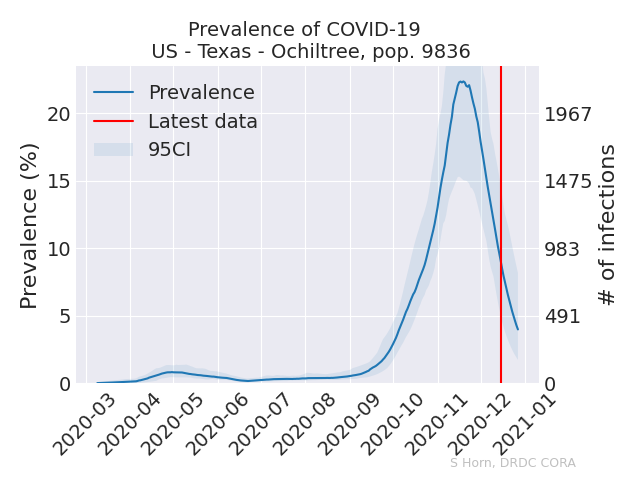 Prevalence of COVID-19
US - Texas - Ochiltree, pop. 9836
Prevalence
Latest data
95CI
Prevalence (%)
20
15
10
5
0
1967
1475
983
491
0
# of infections
2020-03
2020-04
2020-05
2020-06
2020-07
2020-08
2020-09
2020-10
2020-11
2020-12
2021-01
S Horn, DRDC CORA